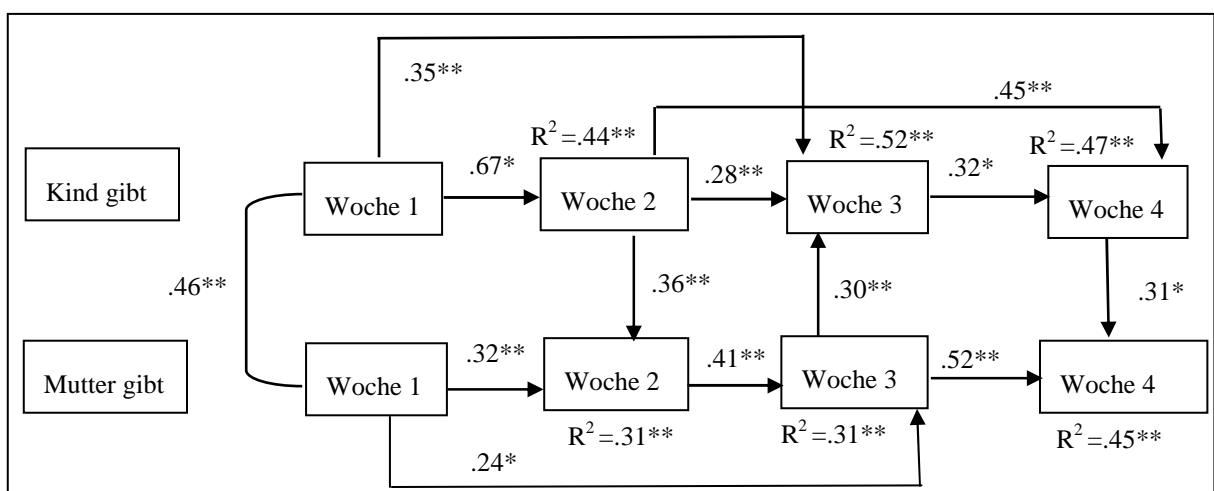 .35**
.45**
R² =.44**
R² =.52**
R² =.47**
Kind gibt
Woche 1
.67*
Woche 2
.28**
Woche 3
.32*
Woche 4
.46**
.36**
.30**
.31*
Mutter gibt
Woche 1
.32**
Woche 2
.41**
Woche 3
.52**
Woche 4
R² =.31**
R² =.31**
R² =.45**
.24*